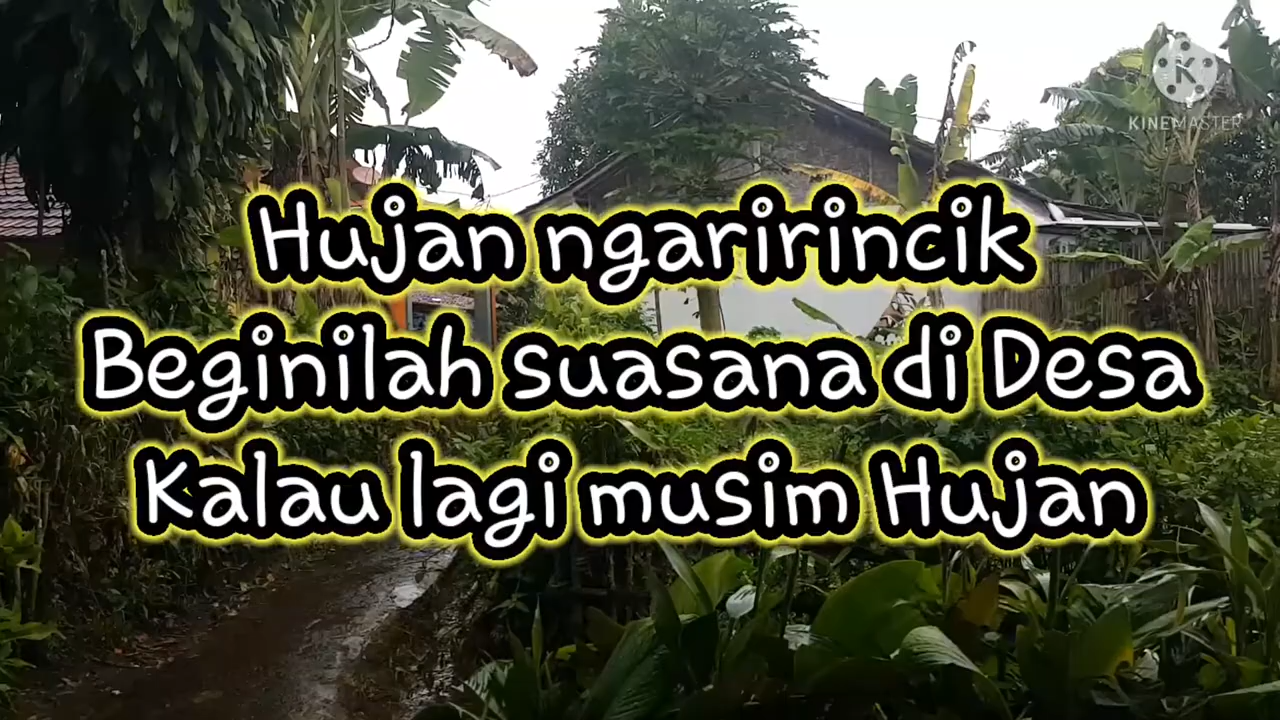 KINEMASTER
Hujan ngaririncik
Beginilah suasana di Desa
Kalau lagi musim Hujan